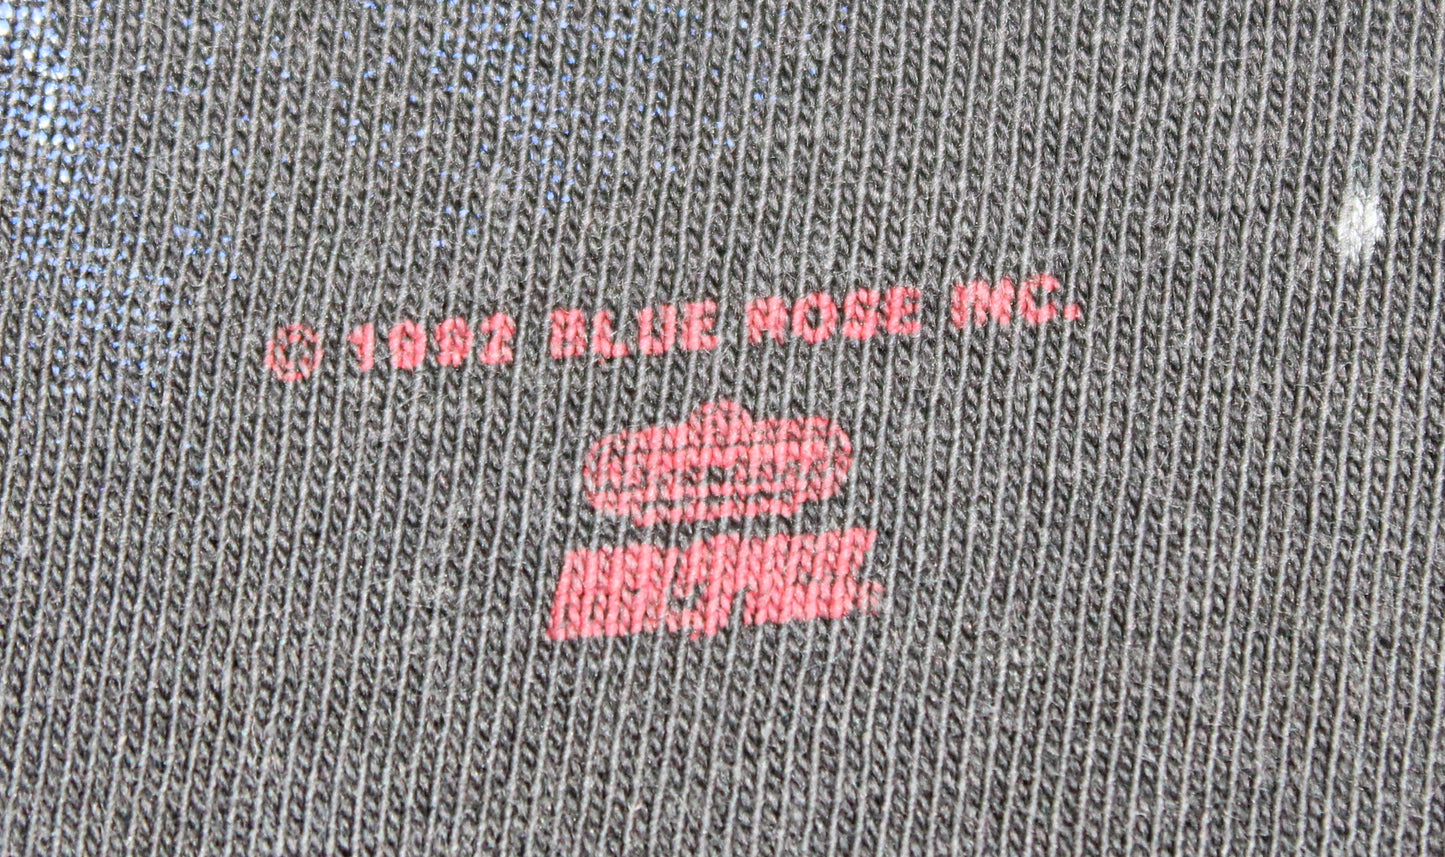 © 1992 BLUE ROSE INC.